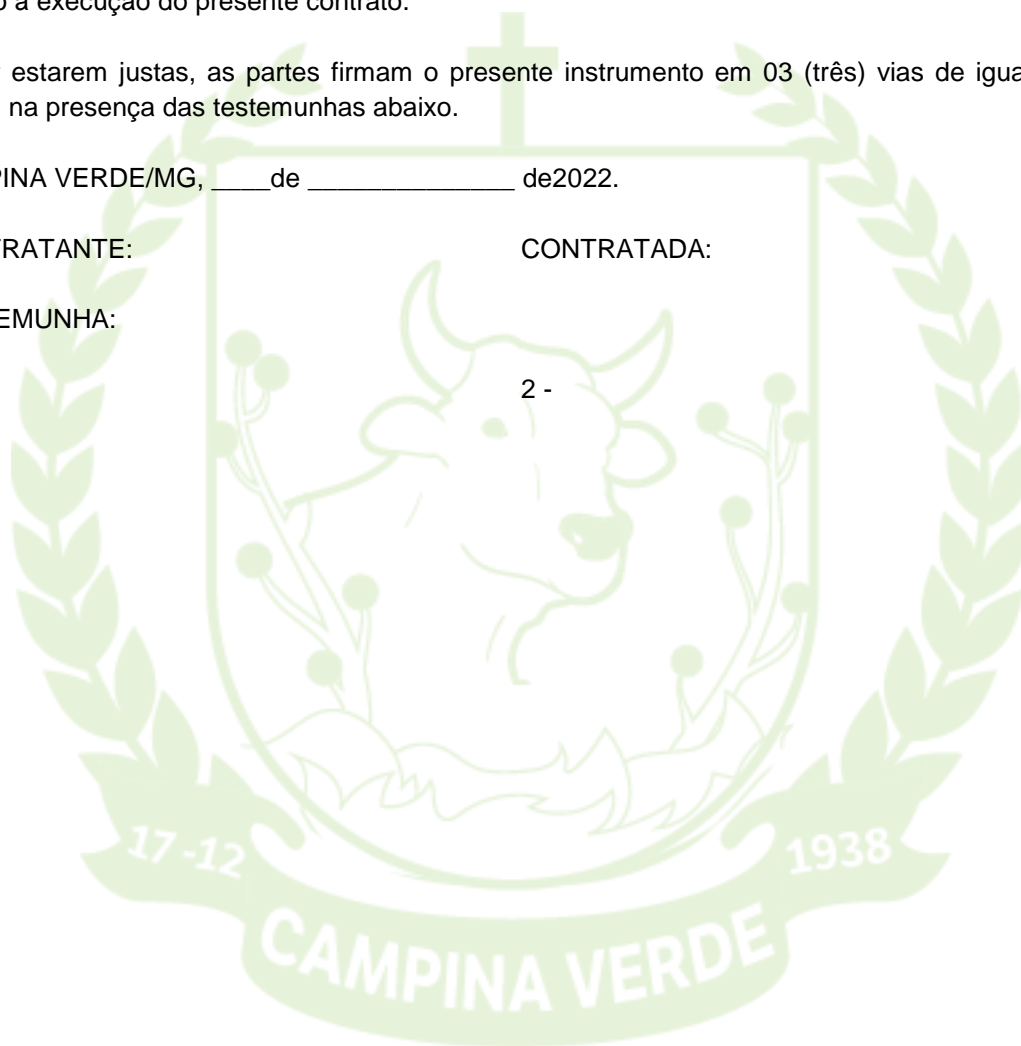 o a execução do presente contrato.
estarem justas, as partes firmam o presente instrumento em 03 (três) vias de igua
na presença das testemunhas abaixo.
PINA VERDE/MG, ____de ______________ de2022.
TRATANTE: CONTRATADA:
EMUNHA:
2 -
17-12 1938
CAMPINA VERDE